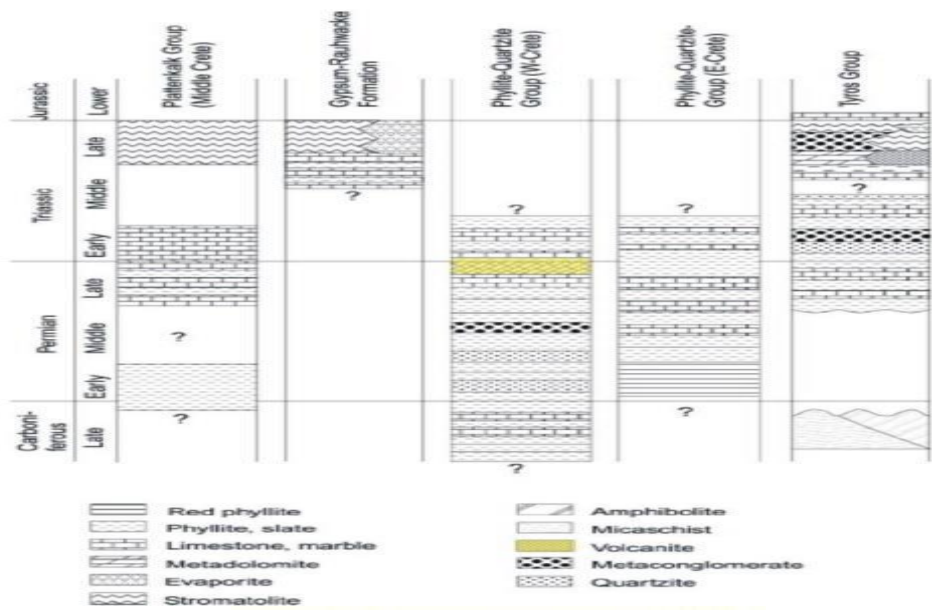 Plattenkalk Group
(Middle Crete)
Gypsum-Rauhwacke
Formation
Phyllite-Quartzite
Group (W-Crete)
Phyllite-Quartzite-
Group (E-Crete)
Tyros Group
Jurassic
Lower
Triassic
Late
Middle
Early
Permian
Late
Middle
Early
Carboni-
ferous
Late
?
?
?
?
?
?
?
?
Red phyllite
Phyllite, slate
Limestone, marble
Metadolomite
Evaporite
Stromatolite
Amphibolite
Micaschist
Volcanite
Metaconglomerate
Quartzite